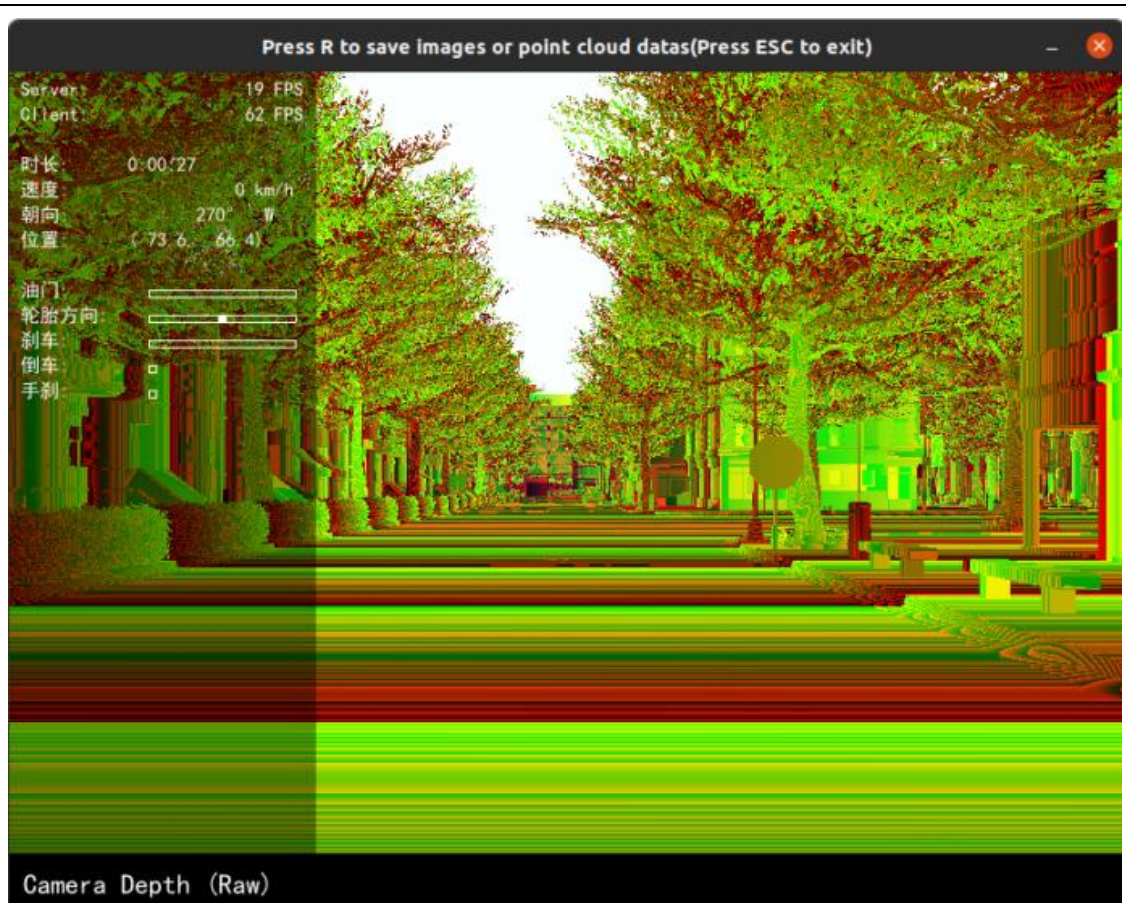 Press R to save images or point cloud datas(Press ESC to exit)
Server: 19 FPS
Client: 62 FPS
时长: 0:00:27
速度: 0 km/h
朝向: 270° W
位置: ( 73.6, 66.4)
油门:
轮胎方向:
刹车:
倒车:
手刹:
Camera Depth (Raw)